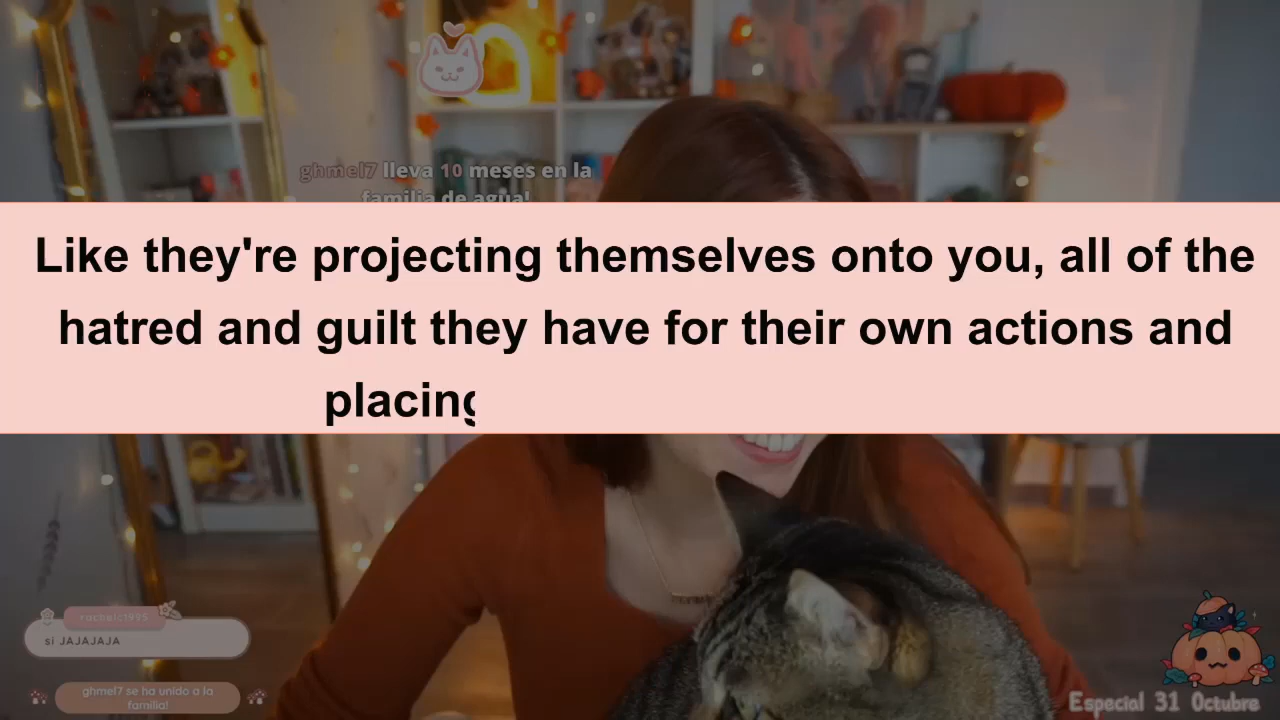 ghmel7 lleva 10 meses en la
familia de agua!
Like they're projecting themselves onto you, all of the
hatred and guilt they have for their own actions and
placing
si JAJAJAJA
ghmel7 se ha unido a la
familia!
Especial 31 Octubre